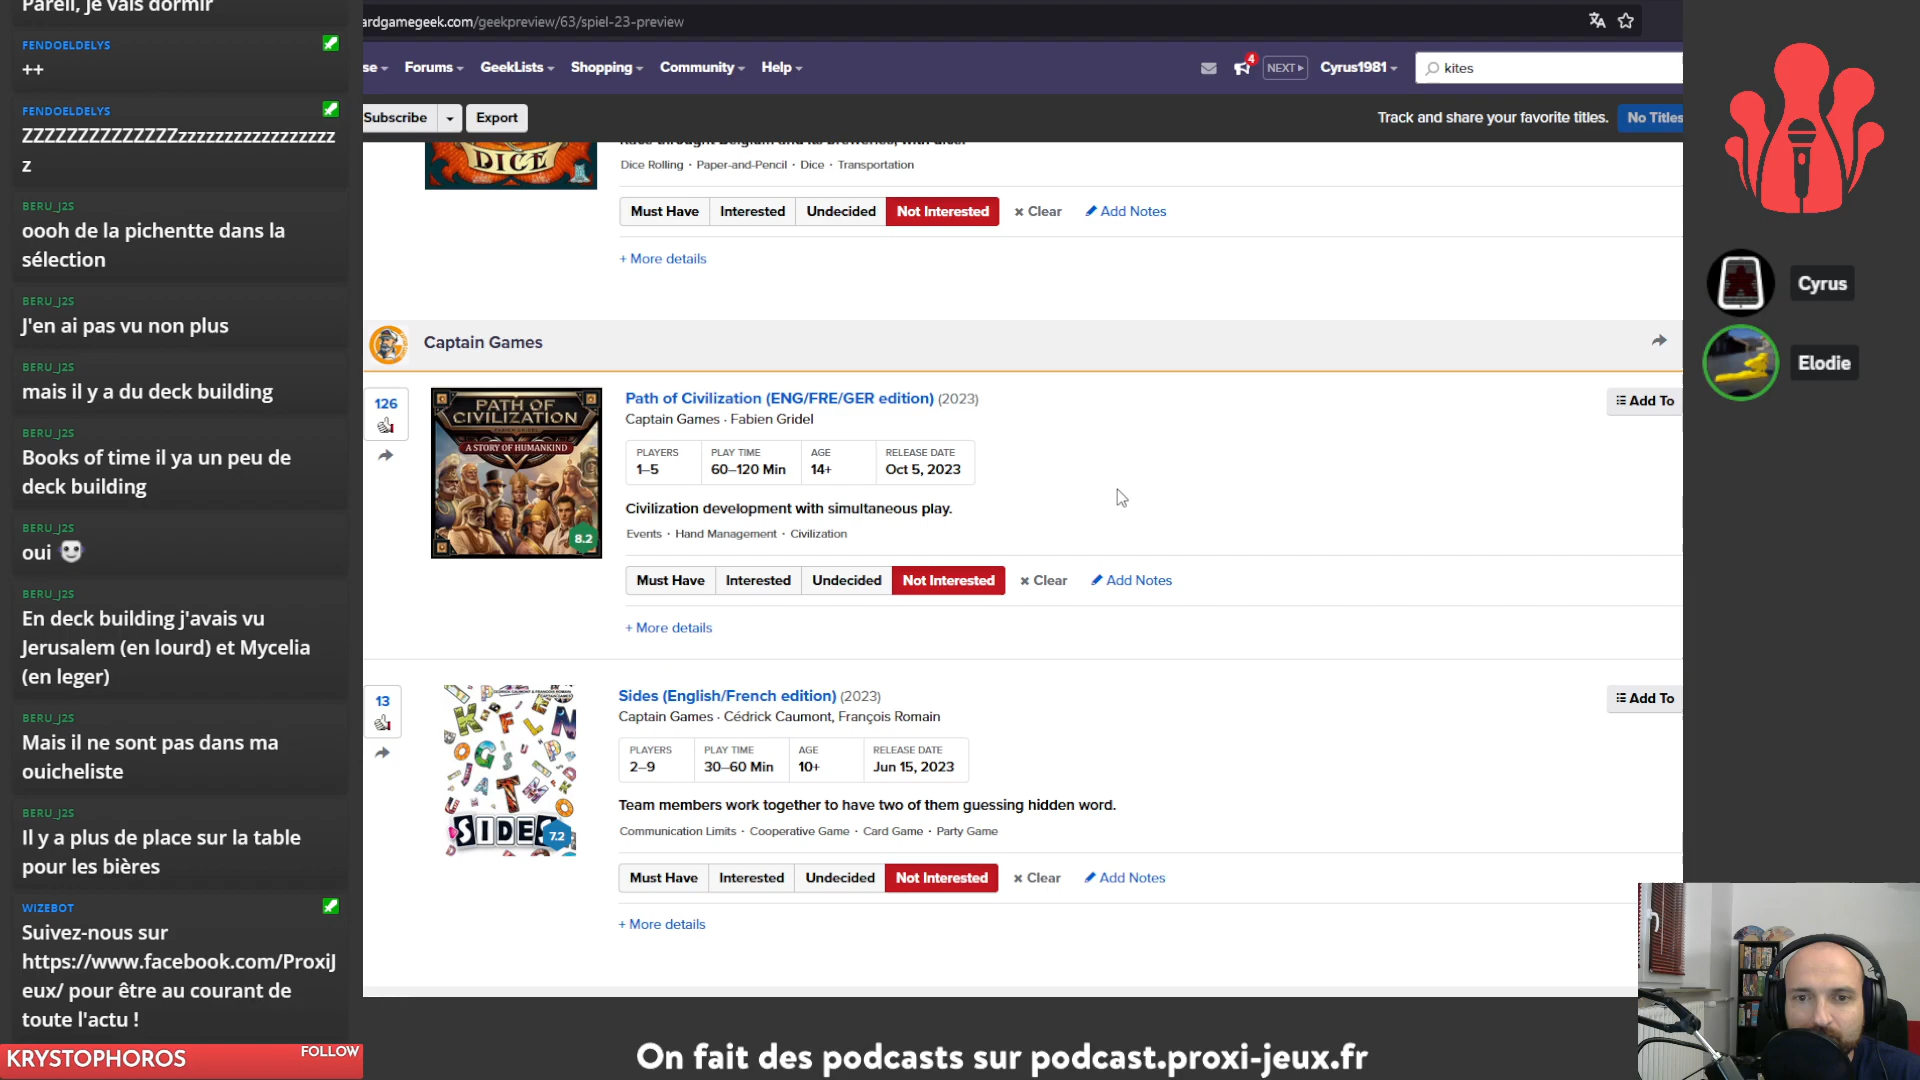 Pareil, je vais dormir
FENDOELDELYS
++
FENDOELDELYS
ZZZZZZZZZZZZZZzzzzzzzzzzzzzzzzz
z
BERU_J2S
oooh de la pichentte dans la
sélection
BERU_J2S
J'en ai pas vu non plus
BERU_J2S
mais il y a du deck building
BERU_J2S
Books of time il ya un peu de
deck building
BERU_J2S
oui
BERU_J2S
En deck building j'avais vu
Jerusalem (en lourd) et Mycelia
(en leger)
BERU_J2S
Mais il ne sont pas dans ma
ouicheliste
BERU_J2S
Il y a plus de place sur la table
pour les bières
WIZEBOT
Suivez-nous sur
https://www.facebook.com/ProxiJ
eux/ pour être au courant de
toute l'actu !
KRYSTOPHOROS FOLLOW
ardgamegeek.com/geekpreview/63/spiel-23-preview
se Forums GeekLists Shopping Community Help 4 NEXT Cyrus1981 kites
Subscribe Export Track and share your favorite titles. No Titles
DICE
Race throught Belgium and its breweries, with dice!
Dice Rolling · Paper-and-Pencil · Dice · Transportation
Must Have Interested Undecided Not Interested × Clear Add Notes
+ More details
Captain Games
126
PATH OF
CIVILIZATION
FABIEN GRIDEL
A STORY OF HUMANKIND
8.2
Path of Civilization (ENG/FRE/GER edition) (2023)
Add To
Captain Games · Fabien Gridel
PLAYERS PLAY TIME AGE RELEASE DATE
1–5 60–120 Min 14+ Oct 5, 2023
Civilization development with simultaneous play.
Events · Hand Management · Civilization
Must Have Interested Undecided Not Interested × Clear Add Notes
+ More details
13
SIDES
7.2
Sides (English/French edition) (2023)
Add To
Captain Games · Cédrick Caumont, François Romain
PLAYERS PLAY TIME AGE RELEASE DATE
2–9 30–60 Min 10+ Jun 15, 2023
Team members work together to have two of them guessing hidden word.
Communication Limits · Cooperative Game · Card Game · Party Game
Must Have Interested Undecided Not Interested × Clear Add Notes
+ More details
Cyrus
Elodie
On fait des podcasts sur podcast.proxi-jeux.fr